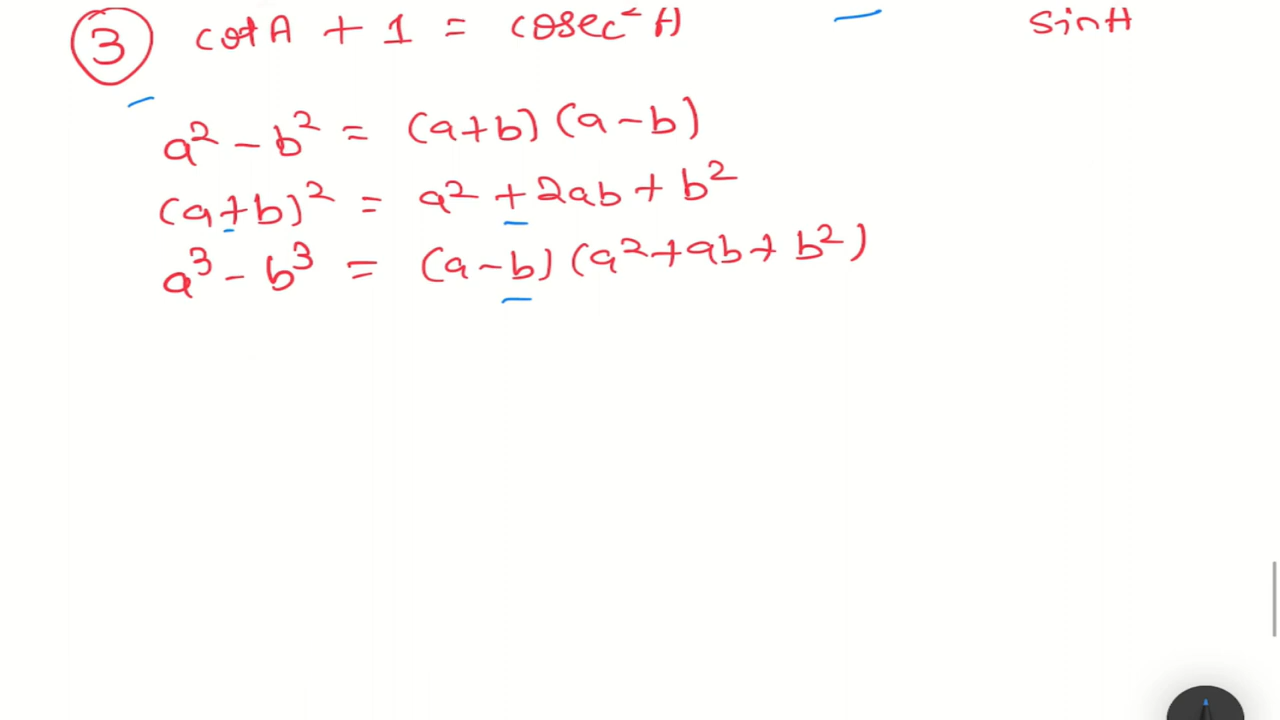 ③ cotA + 1 = cosec²A sinA
a² - b² = (a+b) (a-b)
(a+b)² = a² + 2ab + b²
a³ - b³ = (a-b) (a²+ab+b²)